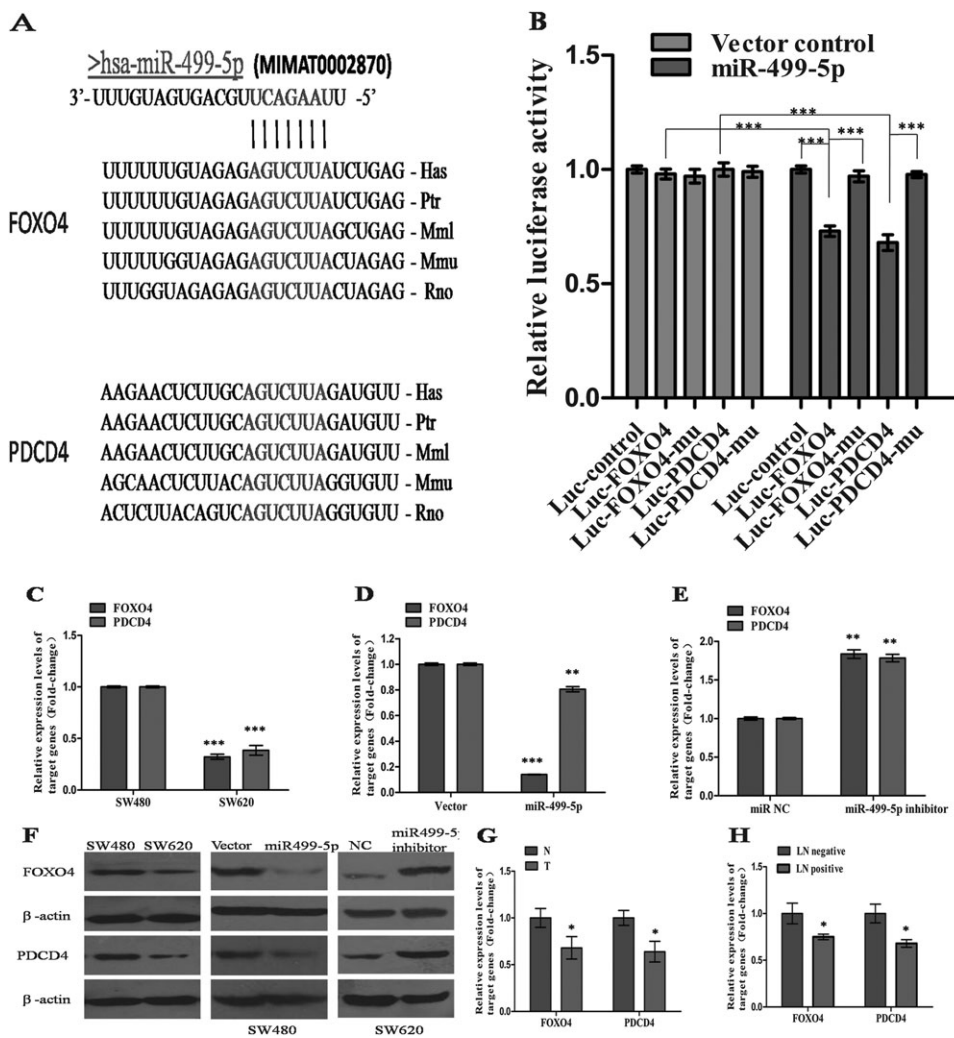 A
>hsa-miR-499-5p (MIMAT0002870)
3'- UUUGUAGUGACGUUCAGAAUU -5'
FOXO4
UUUUUUGUAGAGAGUCUUAUCUGAG - Has
UUUUUUGUAGAGAGUCUUAUCUGAG - Ptr
UUUUUUGUAGAGAGUCUUAGCUGAG - Mml
UUUUUGGUAGAGAGUCUUACUAGAG - Mmu
UUUGGUAGAGAGAGUCUUACUAGAG - Rno
PDCD4
AAGAACUCUUGCAGUCUUAGAUGUU - Has
AAGAACUCUUGCAGUCUUAGAUGUU - Ptr
AAGAACUCUUGCAGUCUUAGAUGUU - Mml
AGCAACUCUUACAGUCUUAGGUGUU - Mmu
ACUCUUACAGUCAGUCUUAGGUGUU - Rno
B
Vector control
miR-499-5p
Relative luciferase activity
1.5
1.0
0.5
0.0
***
***
***
***
***
Luc-control
Luc-FOXO4
Luc-FOXO4-mu
Luc-PDCD4
Luc-PDCD4-mu
Luc-control
Luc-FOXO4
Luc-FOXO4-mu
Luc-PDCD4
Luc-PDCD4-mu
C
FOXO4
PDCD4
Relative expression levels of
target genes (Fold-change)
1.5
1.0
0.5
0.0
***
***
SW480
SW620
D
FOXO4
PDCD4
Relative expression levels of
target genes (Fold-change)
1.2
1.0
0.8
0.6
0.4
0.2
0.0
***
**
Vector
miR-499-5p
E
FOXO4
PDCD4
Relative expression levels of
target genes (Fold-change)
2.0
1.5
1.0
0.5
0.0
**
**
miR NC
miR-499-5p inhibitor
F
SW480 SW620
Vector miR499-5p
NC miR499-5p
inhibitor
FOXO4
β -actin
PDCD4
β -actin
SW480
SW620
G
N
T
Relative expression levels of
target genes (Fold-change)
1.5
1.0
0.5
0.0
*
*
FOXO4
PDCD4
H
LN negative
LN positive
Relative expression levels of
target genes (Fold-change)
1.5
1.0
0.5
0.0
*
*
FOXO4
PDCD4